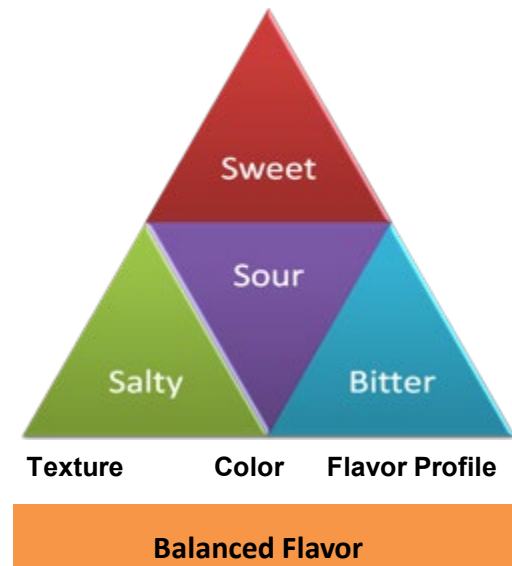 Sweet
Sour
Salty Bitter
Texture Color Flavor Profile
Balanced Flavor